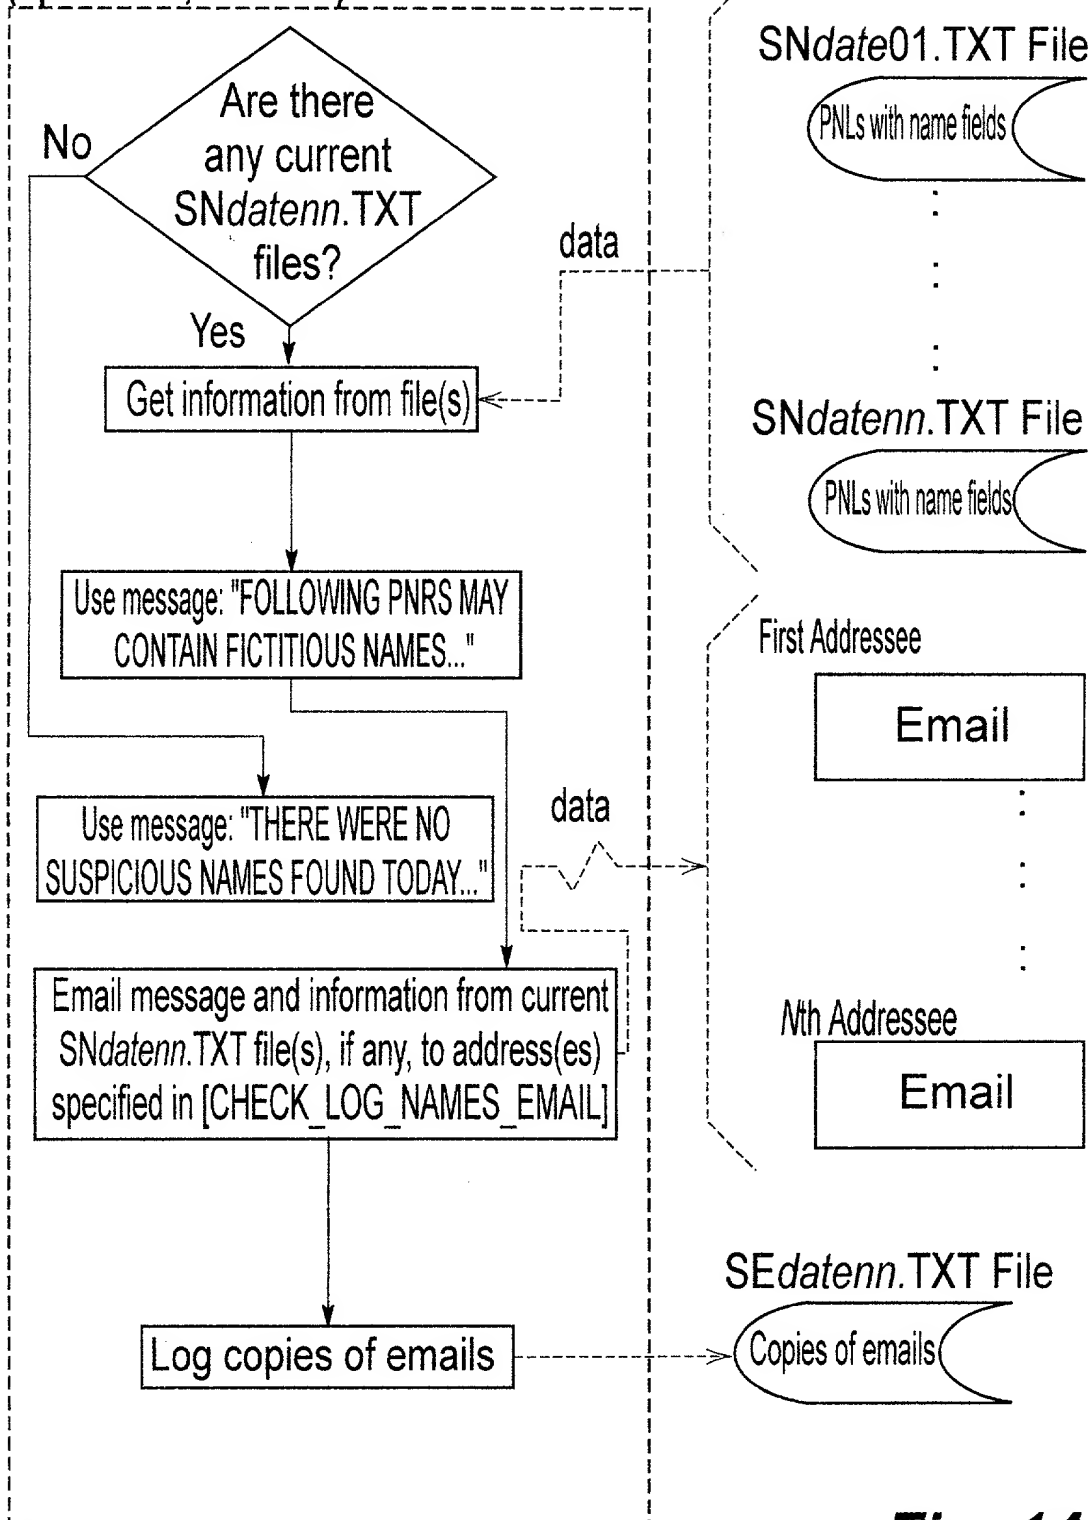 Are there
any current
SNdatenn.TXT
files?
No
Yes
Get information from file(s)
data
Use message: "FOLLOWING PNRS MAY
CONTAIN FICTITIOUS NAMES..."
Use message: "THERE WERE NO
SUSPICIOUS NAMES FOUND TODAY..."
data
Email message and information from current
SNdatenn.TXT file(s), if any, to address(es)
specified in [CHECK_LOG_NAMES_EMAIL]
Log copies of emails
SNdate01.TXT File
PNLs with name fields
SNdatenn.TXT File
PNLs with name fields
First Addressee
Email
Nth Addressee
Email
SEdatenn.TXT File
Copies of emails